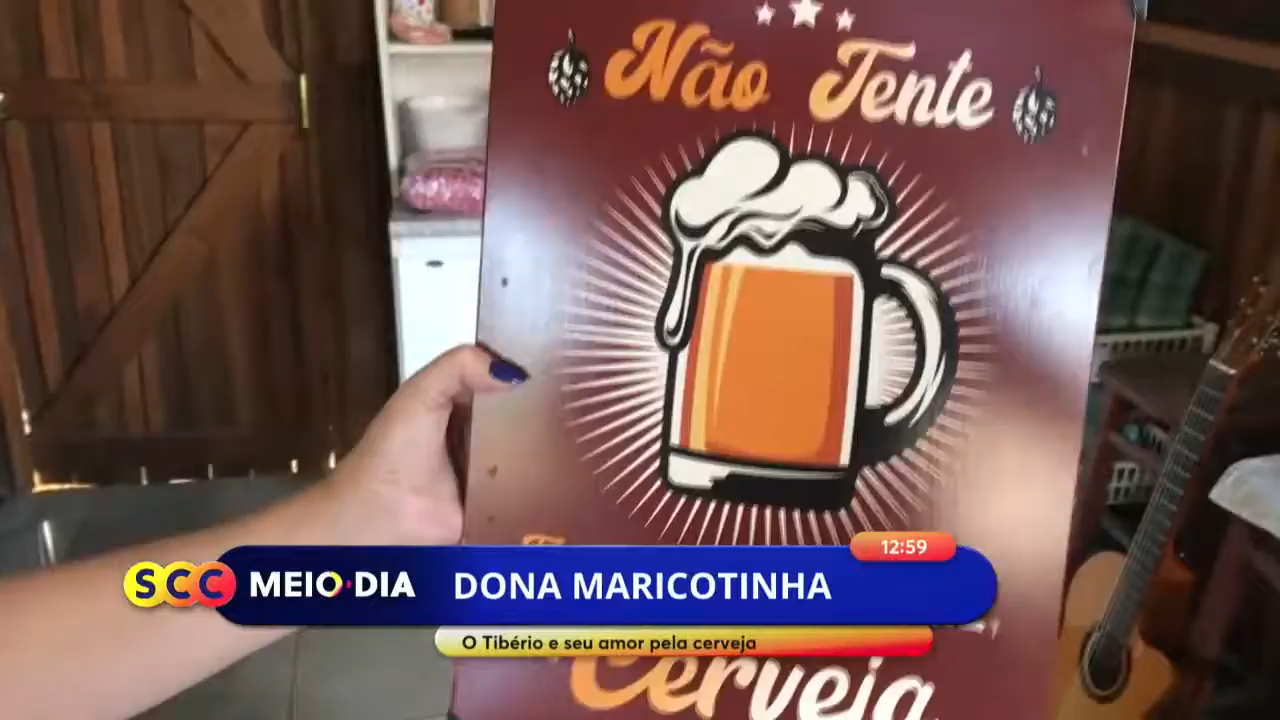 Não Tente
12:59
SCC MEIO DIA
DONA MARICOTINHA
O Tibério e seu amor pela cerveja
Cerveja